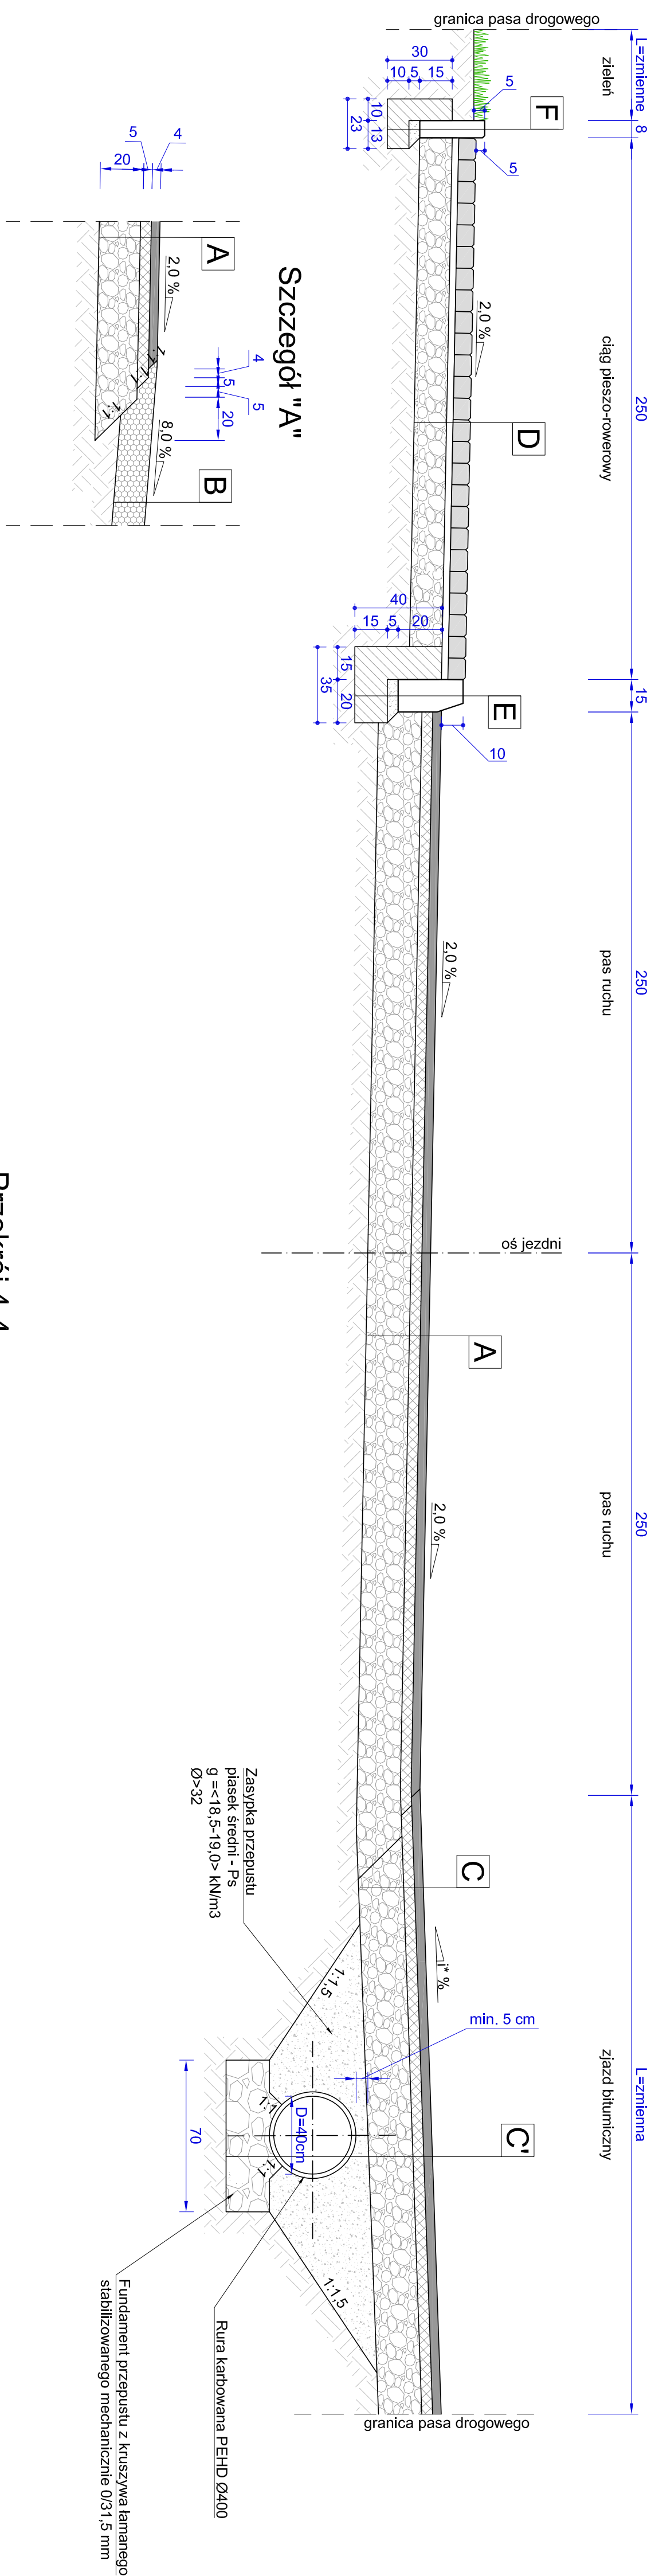 granica pasa drogowego
L=zmienne
8
250
15
250
250
L=zmienna
zieleń
ciąg pieszo-rowerowy
pas ruchu
pas ruchu
zjazd bitumiczny
30
10
5
15
5
F
5
10
13
23
2,0 %
D
40
15
5
20
15
20
35
E
10
2,0 %
oś jezdni
A
2,0 %
C
i* %
min. 5 cm
C'
1:1,5
1:1
D=40cm
1:1
1:1,5
70
granica pasa drogowego
Zasypka przepustu
piasek średni - Ps
g =<18,5-19,0> kN/m3
Ø>32
Rura karbowana PEHD Ø400
Fundament przepustu z kruszywa łamanego
stabilizowanego mechanicznie 0/31,5 mm
Szczegół "A"
5
4
20
A
2,0 %
1:1
1:1
1:1
4
5
5
20
8,0 %
B
Przekrój 4-4